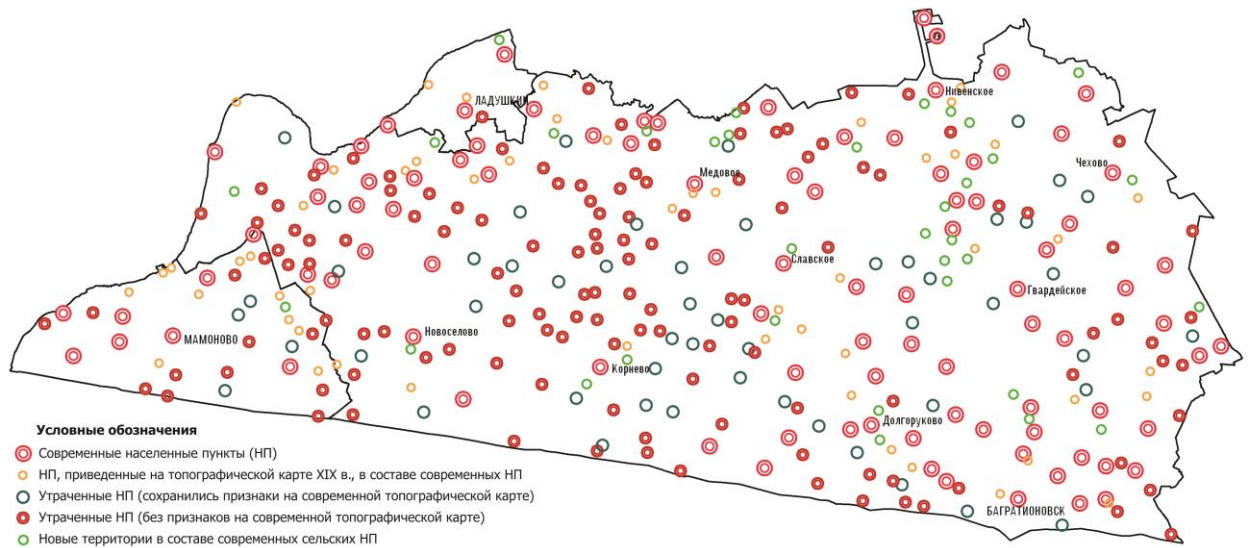 ЛАДУШКИН
Нивенское
Чехово
Медовое
Славское
Гвардейское
МАМОНОВО
Новоселово
Корнево
Долгоруково
БАГРАТИОНОВСК
Условные обозначения
Современные населенные пункты (НП)
НП, приведенные на топографической карте XIX в., в составе современных НП
Утраченные НП (сохранились признаки на современной топографической карте)
Утраченные НП (без признаков на современной топографической карте)
Новые территории в составе современных сельских НП